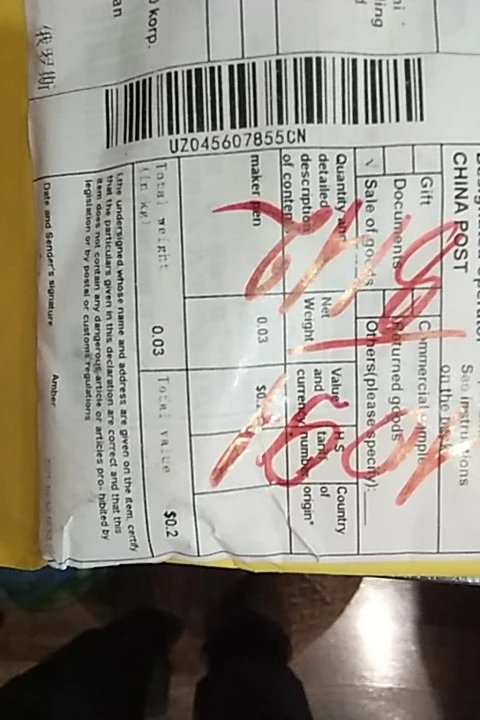 CHINA POST
See instructions
on the back
Gift
Commercial sample
Documents
Returned goods
√ Sale of goods
Others(please specify):
Quantity and
detailed
description
of content
Net
Weight
Value
and
currency
H S
tariff
number
Country
of
origin*
maker pen
0.03
Total weight
(in kg)
0.03
Total value
$0.2
I,the undersigned,whose name and address are given on the item, certify
that the particulars given in this declaration are correct and that this
item does not contain any dangerous article or articles pro- hibited by
legislation or by postal or customs regulations
Date and Sender's signature
Amber
UZ045607855CN
korp.
俄罗斯